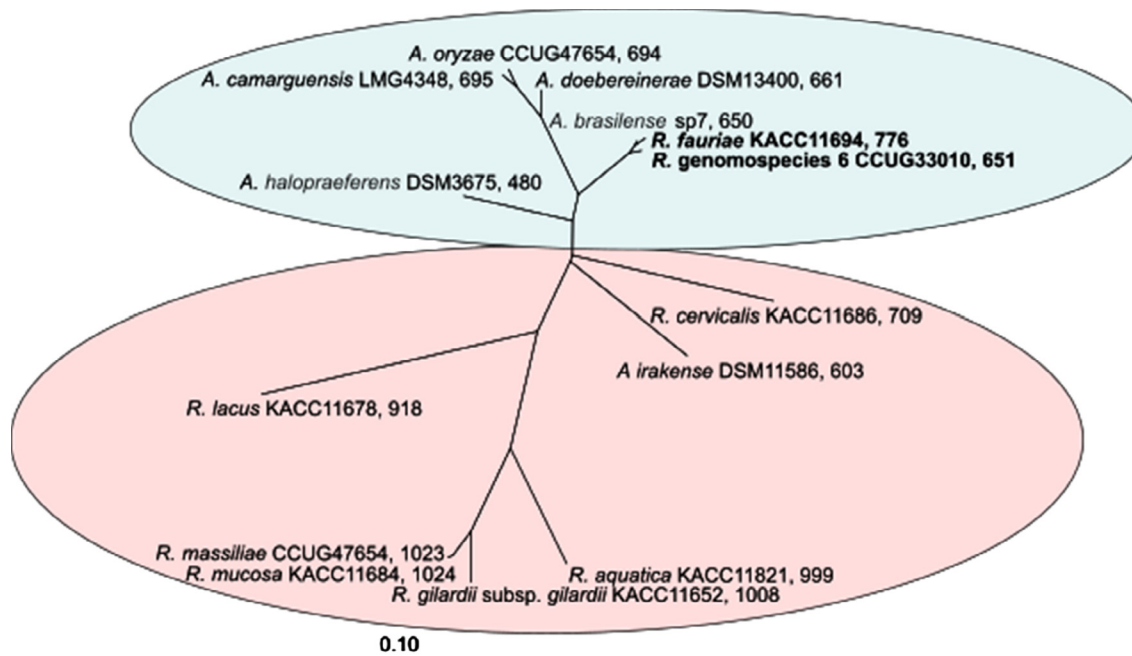 A. oryzae CCUG47654, 694
A. camarguensis LMG4348, 695
A. doebereinerae DSM13400, 661
A. brasilense sp7, 650
R. fauriae KACC11694, 776
R. genomospecies 6 CCUG33010, 651
A. halopraeferens DSM3675, 480
R. cervicalis KACC11686, 709
A irakense DSM11586, 603
R. lacus KACC11678, 918
R. massiliae CCUG47654, 1023
R. mucosa KACC11684, 1024
R. aquatica KACC11821, 999
R. gilardii subsp. gilardii KACC11652, 1008
0.10